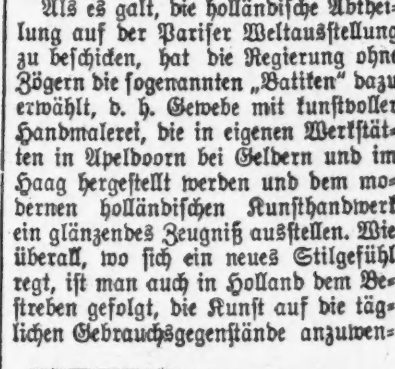 Als es galt, die holländische Abthei-
lung auf der Pariser Weltausstellung
zu beschicken, hat die Regierung ohne
Zögern die sogenannten „Batiken“ dazu
erwählt, d. h. Gewebe mit kunstvoller
Handmalerei, die in eigenen Werkstät-
ten in Apeldoorn bei Geldern und im
Haag hergestellt werden und dem mo-
dernen holländischen Kunsthandwerk
ein glänzendes Zeugniß ausstellen. Wie
überall, wo sich ein neues Stilgefühl
regt, ist man auch in Holland dem Be-
streben gefolgt, die Kunst auf die täg-
lichen Gebrauchsgegenstände anzuwen-